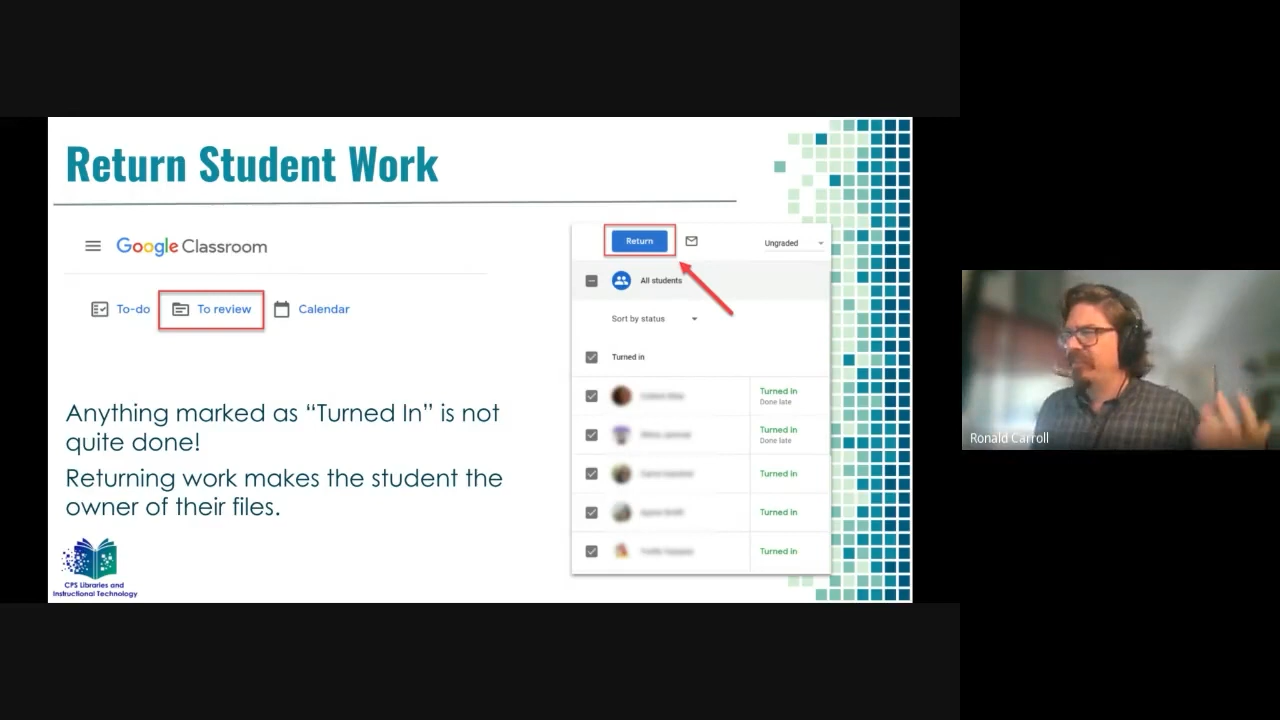 Return Student Work
Google Classroom
To-do
To review
Calendar
Anything marked as “Turned In” is not
quite done!
Returning work makes the student the
owner of their files.
CPS Libraries and
Instructional Technology
Return
Ungraded
All students
Sort by status
Turned in
Turned in
Done late
Turned in
Done late
Turned in
Turned in
Turned in
Ronald Carroll